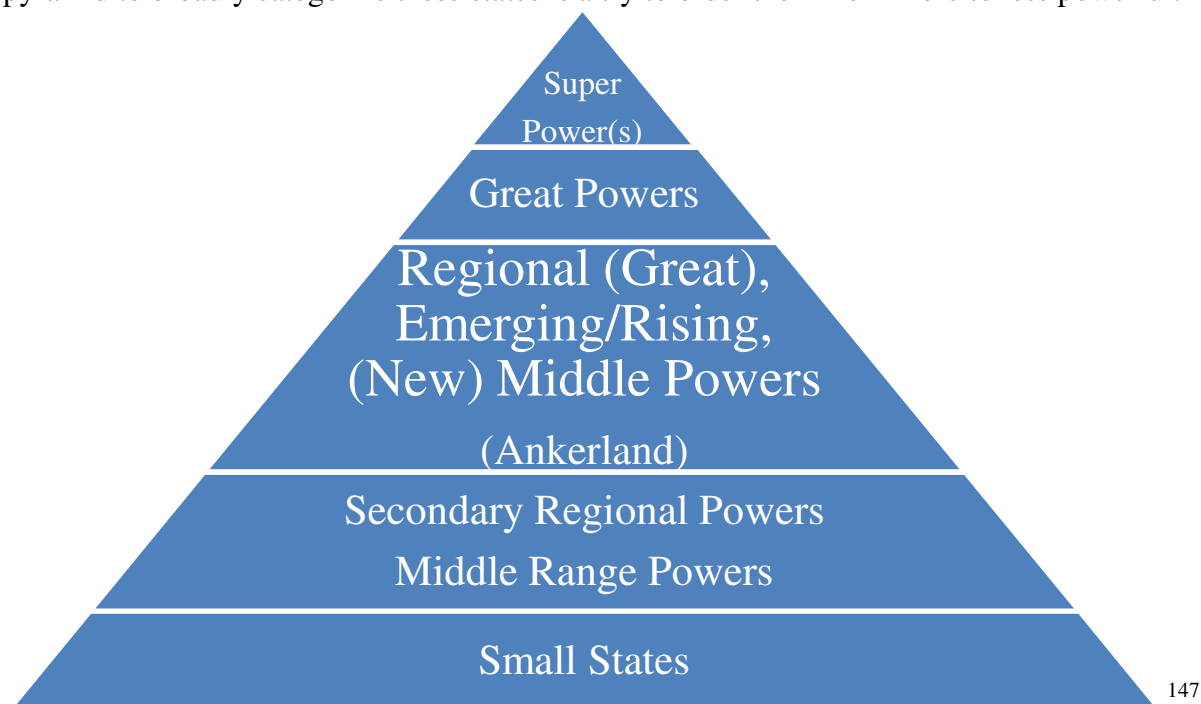 Super
Power(s)
Great Powers
Regional (Great),
Emerging/Rising,
(New) Middle Powers
(Ankerland)
Secondary Regional Powers
Middle Range Powers
Small States
147